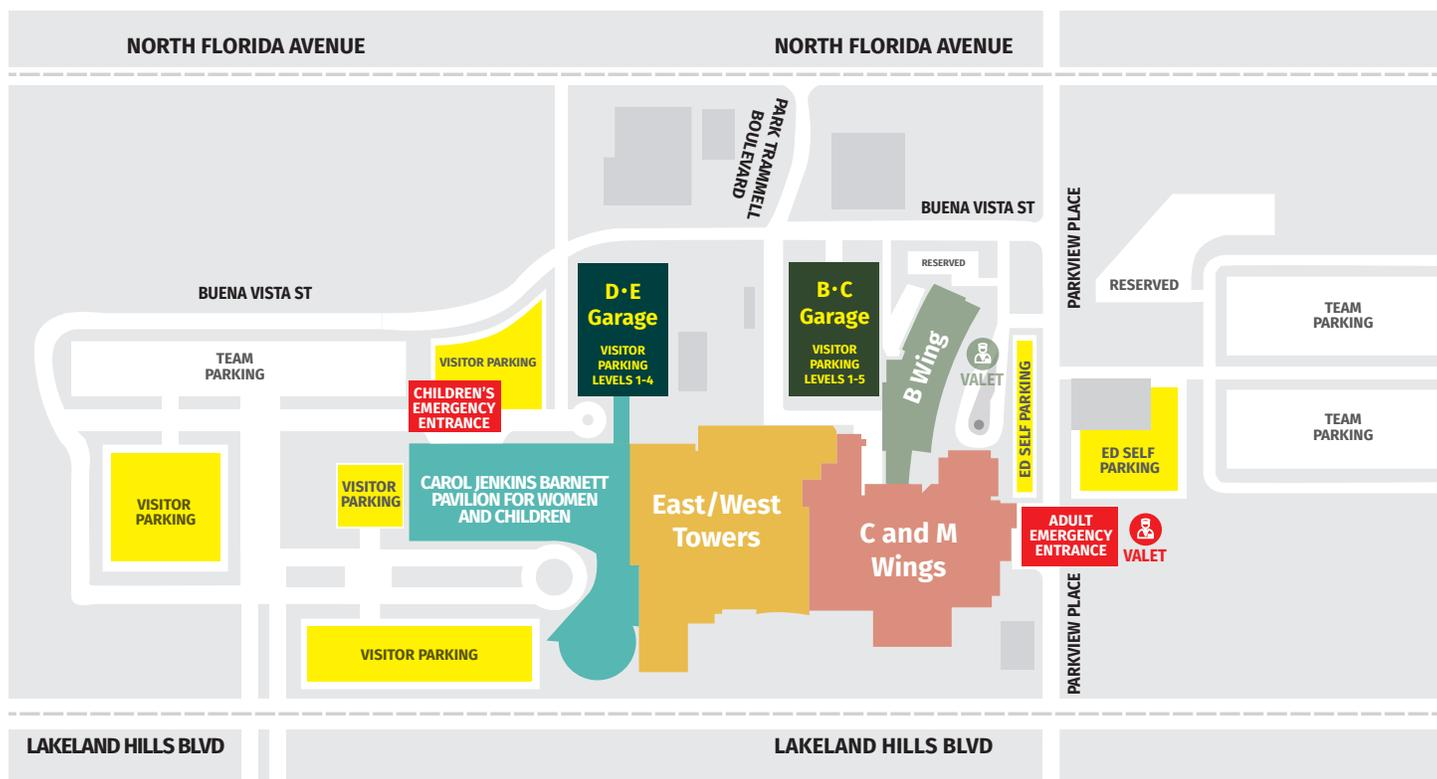 NORTH FLORIDA AVENUE
NORTH FLORIDA AVENUE
PARK TRAMMELL
BOULEVARD
BUENA VISTA ST
PARKVIEW PLACE
RESERVED
RESERVED
BUENA VISTA ST
D•E
Garage
VISITOR
PARKING
LEVELS 1-4
B•C
Garage
VISITOR
PARKING
LEVELS 1-5
B Wing
VALET
TEAM
PARKING
TEAM
PARKING
VISITOR PARKING
CHILDREN'S
EMERGENCY
ENTRANCE
ED SELF PARKING
TEAM
PARKING
ED SELF
PARKING
VISITOR
PARKING
VISITOR
PARKING
CAROL JENKINS BARNETT
PAVILION FOR WOMEN
AND CHILDREN
East/West
Towers
C and M
Wings
ADULT
EMERGENCY
ENTRANCE
VALET
PARKVIEW PLACE
VISITOR PARKING
LAKELAND HILLS BLVD
LAKELAND HILLS BLVD